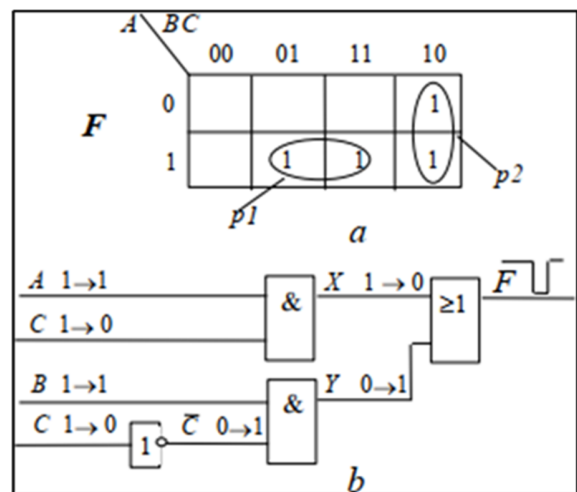 A BC
00 01 11 10
F
0 1
1 1 1 1
p1 p2
a
A 1→1
C 1→0
&
X 1→0
≥1
F
B 1→1
C 1→0
1
C̅ 0→1
&
Y 0→1
b